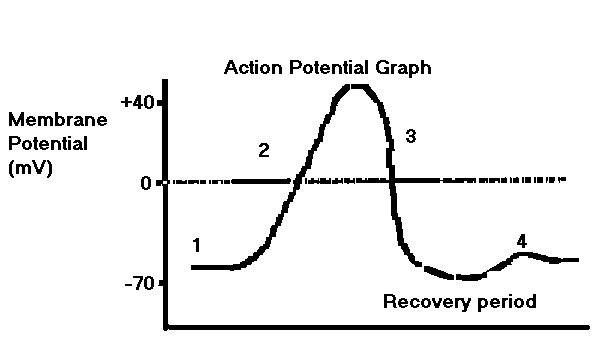 Action Potential Graph
+40
Membrane
Potential
(mV)
2
3
0
1
4
-70
Recovery period